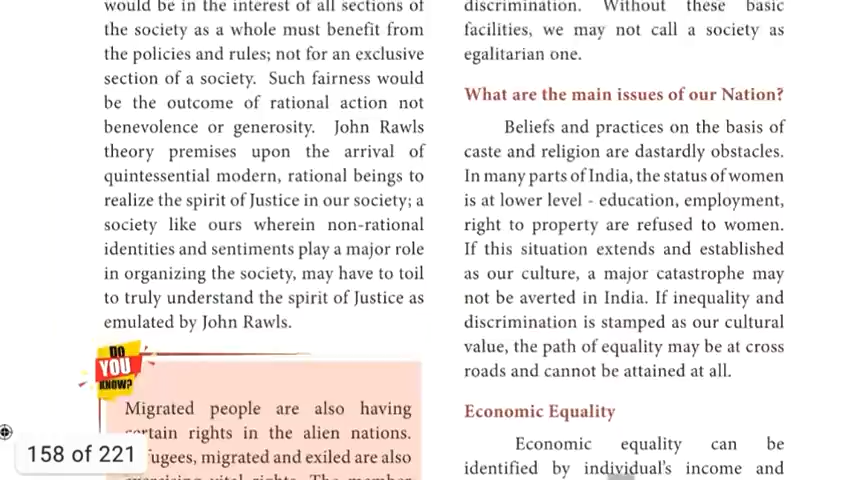 would be in the interest of all sections of
the society as a whole must benefit from
the policies and rules; not for an exclusive
section of a society. Such fairness would
be the outcome of rational action not
benevolence or generosity. John Rawls
theory premises upon the arrival of
quintessential modern, rational beings to
realize the spirit of Justice in our society; a
society like ours wherein non-rational
identities and sentiments play a major role
in organizing the society, may have to toil
to truly understand the spirit of Justice as
emulated by John Rawls.
DO
YOU
KNOW?
Migrated people are also having
certain rights in the alien nations.
migrated and exiled are also
exercising vital rights. The member
158 of 221
discrimination. Without these basic
facilities, we may not call a society as
egalitarian one.
What are the main issues of our Nation?
Beliefs and practices on the basis of
caste and religion are dastardly obstacles.
In many parts of India, the status of women
is at lower level - education, employment,
right to property are refused to women.
If this situation extends and established
as our culture, a major catastrophe may
not be averted in India. If inequality and
discrimination is stamped as our cultural
value, the path of equality may be at cross
roads and cannot be attained at all.
Economic Equality
Economic equality can be
identified by individual's income and